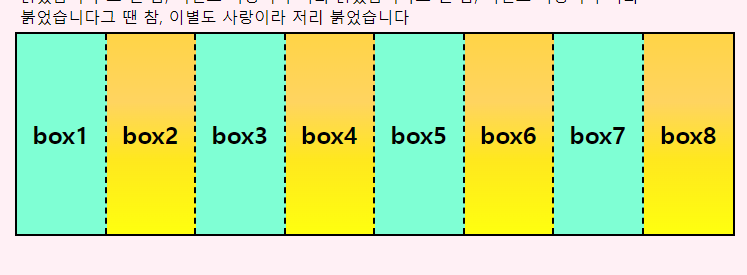 붉었습니다그 땐 참, 이별도 사랑이라 저리 붉었습니다
box1 box2 box3 box4 box5 box6 box7 box8